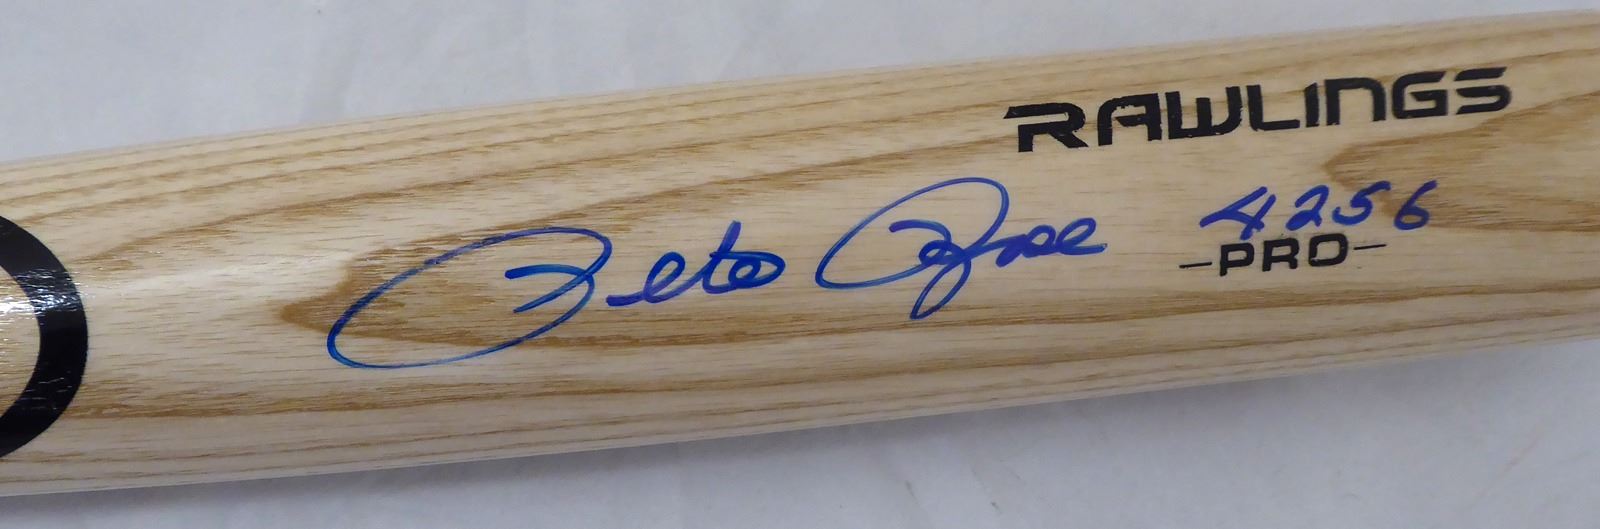 RAWLINGS
Pete Rose 4256
-PRO-